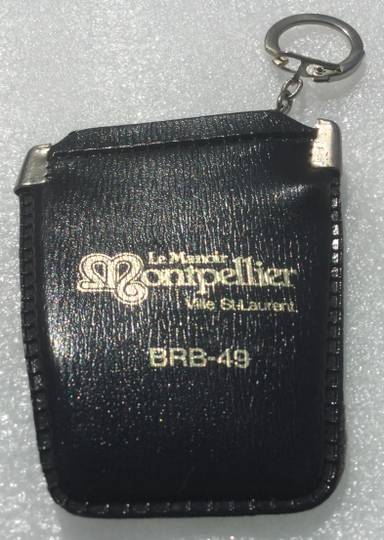 Le Manoir
Montpellier
Ville St-Laurent
BRB-49